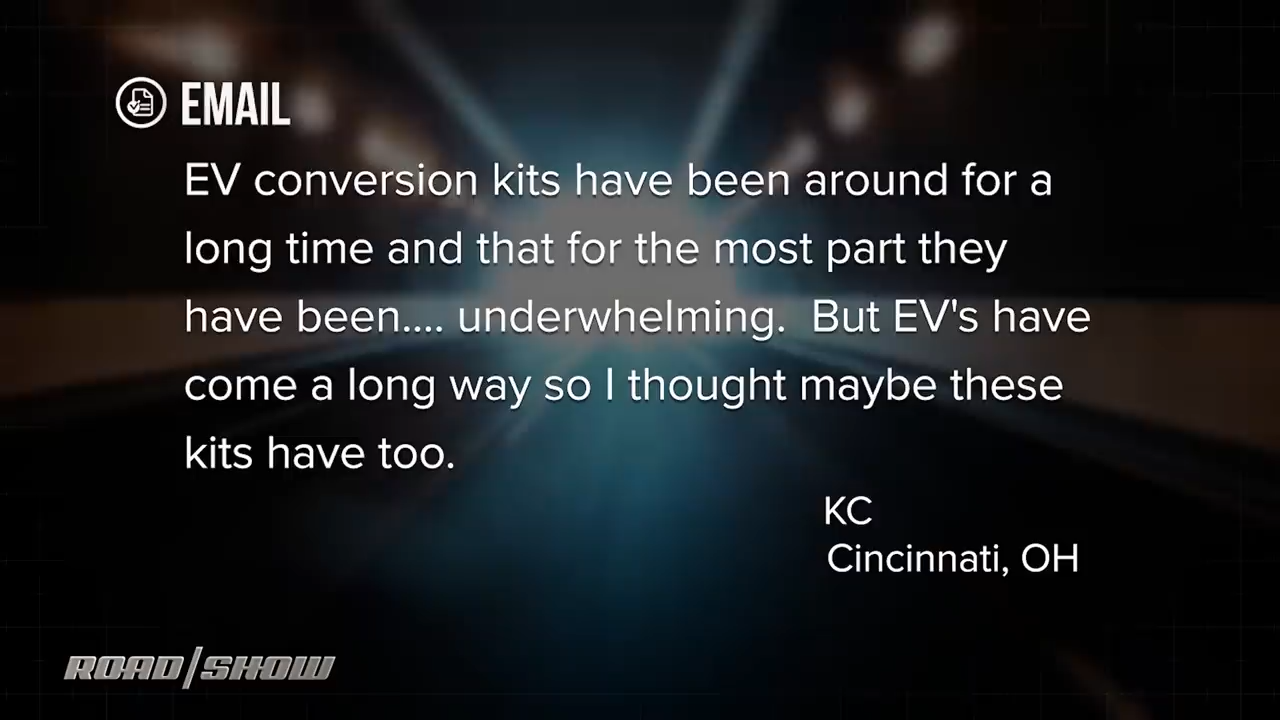 EMAIL
EV conversion kits have been around for a
long time and that for the most part they
have been.... underwhelming.  But EV's have
come a long way so I thought maybe these
kits have too.
KC
Cincinnati, OH
ROAD/SHOW